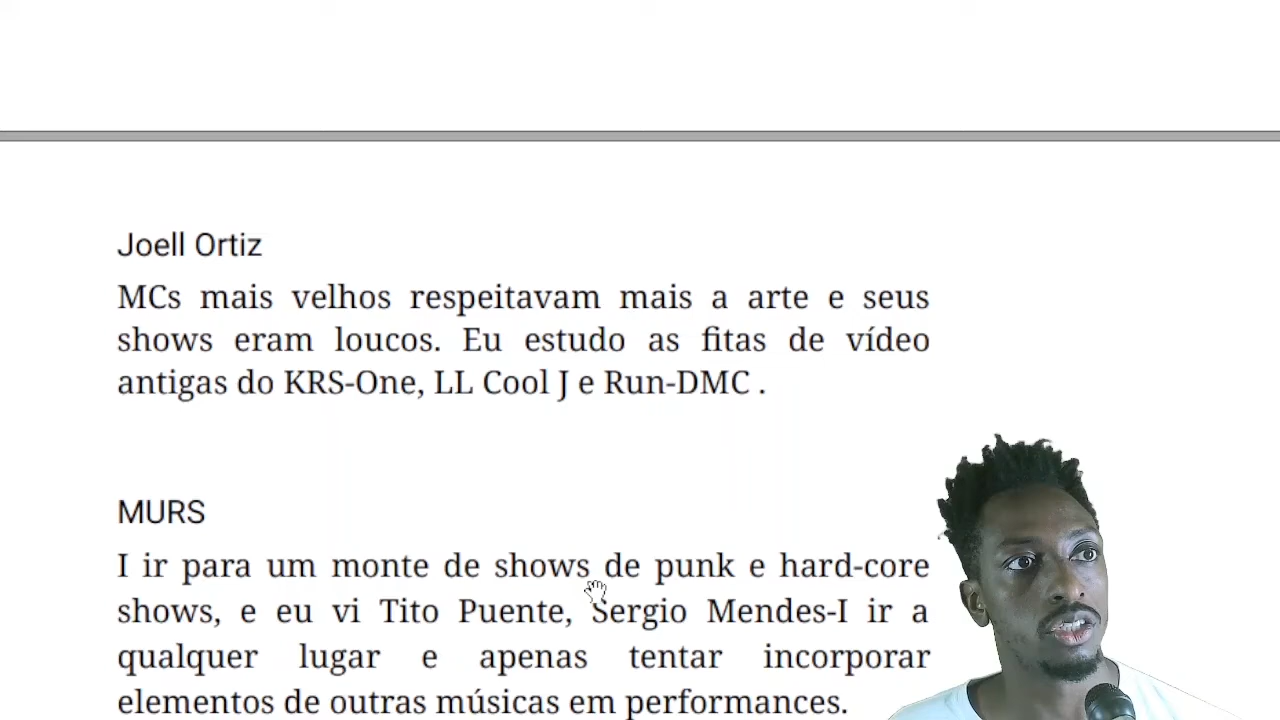 Joell Ortiz
MCs mais velhos respeitavam mais a arte e seus
shows eram loucos. Eu estudo as fitas de vídeo
antigas do KRS-One, LL Cool J e Run-DMC .
MURS
I ir para um monte de shows de punk e hard-core
shows, e eu vi Tito Puente, Sergio Mendes-I ir a
qualquer lugar e apenas tentar incorporar
elementos de outras músicas em performances.